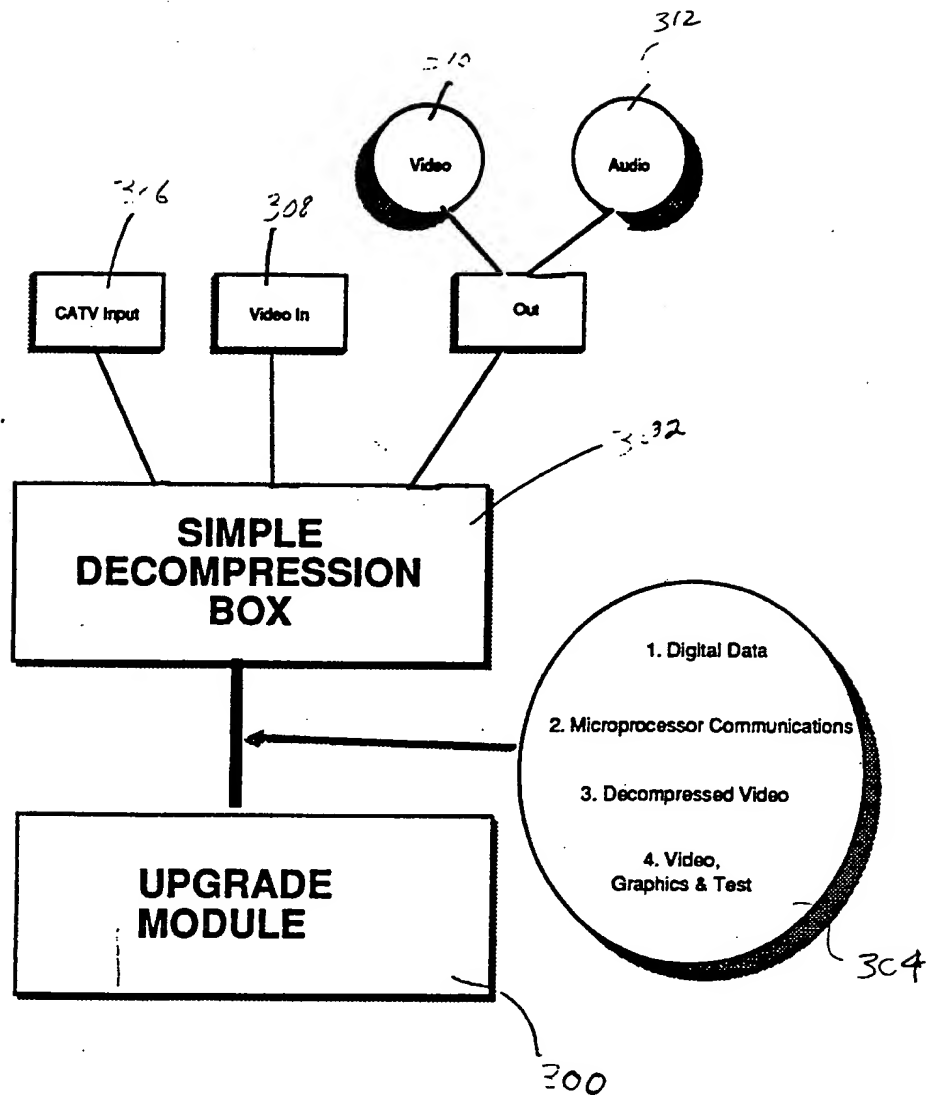 312
Video
Audio
308
CATV Input
Video In
Out
SIMPLE
DECOMPRESSION
BOX
1. Digital Data
2. Microprocessor Communications
3. Decompressed Video
4. Video,
Graphics & Test
UPGRADE
MODULE
304
300